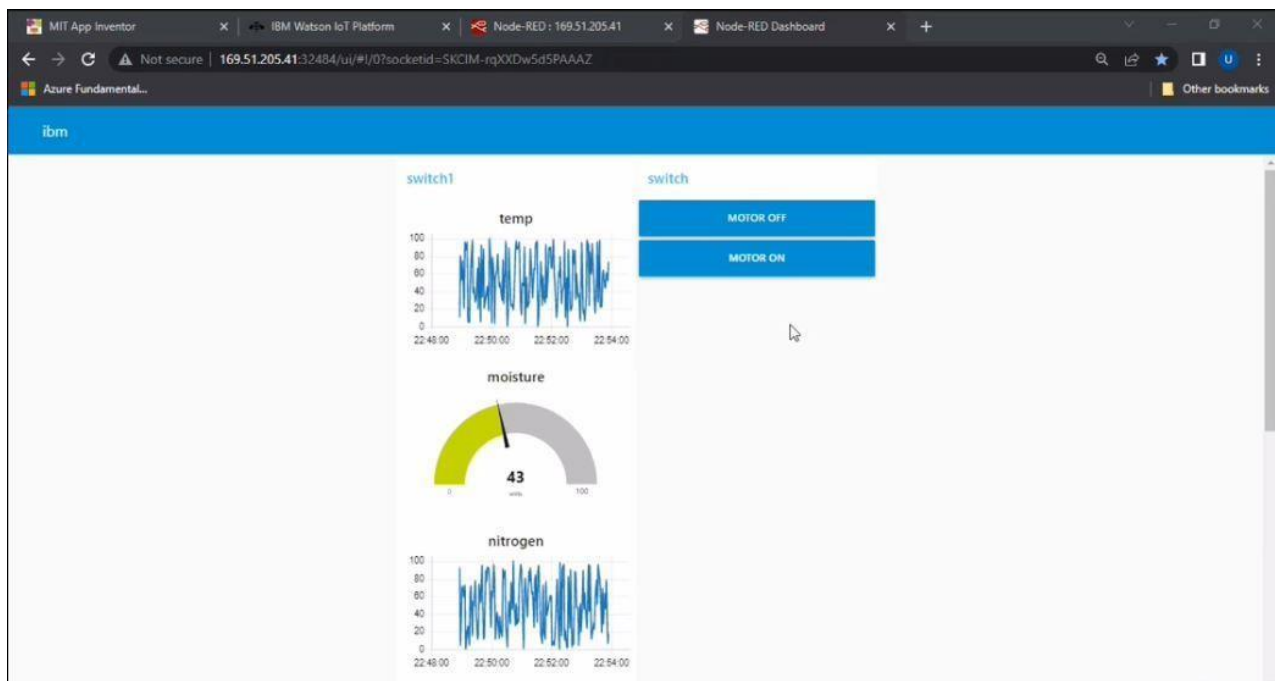 MIT App Inventor
IBM Watson IoT Platform
Node-RED : 169.51.205.41
Node-RED Dashboard
Not secure | 169.51.205.41:32484/ui/#!/0?socketid=SKCIM-rqXXDw5d5PAAAZ
U
Azure Fundamental...
Other bookmarks
ibm
switch1
temp
100
80
60
40
20
0
22:48:00 22:50:00 22:52:00 22:54:00
moisture
43
units
0 100
nitrogen
100
80
60
40
20
0
22:48:00 22:50:00 22:52:00 22:54:00
switch
MOTOR OFF
MOTOR ON